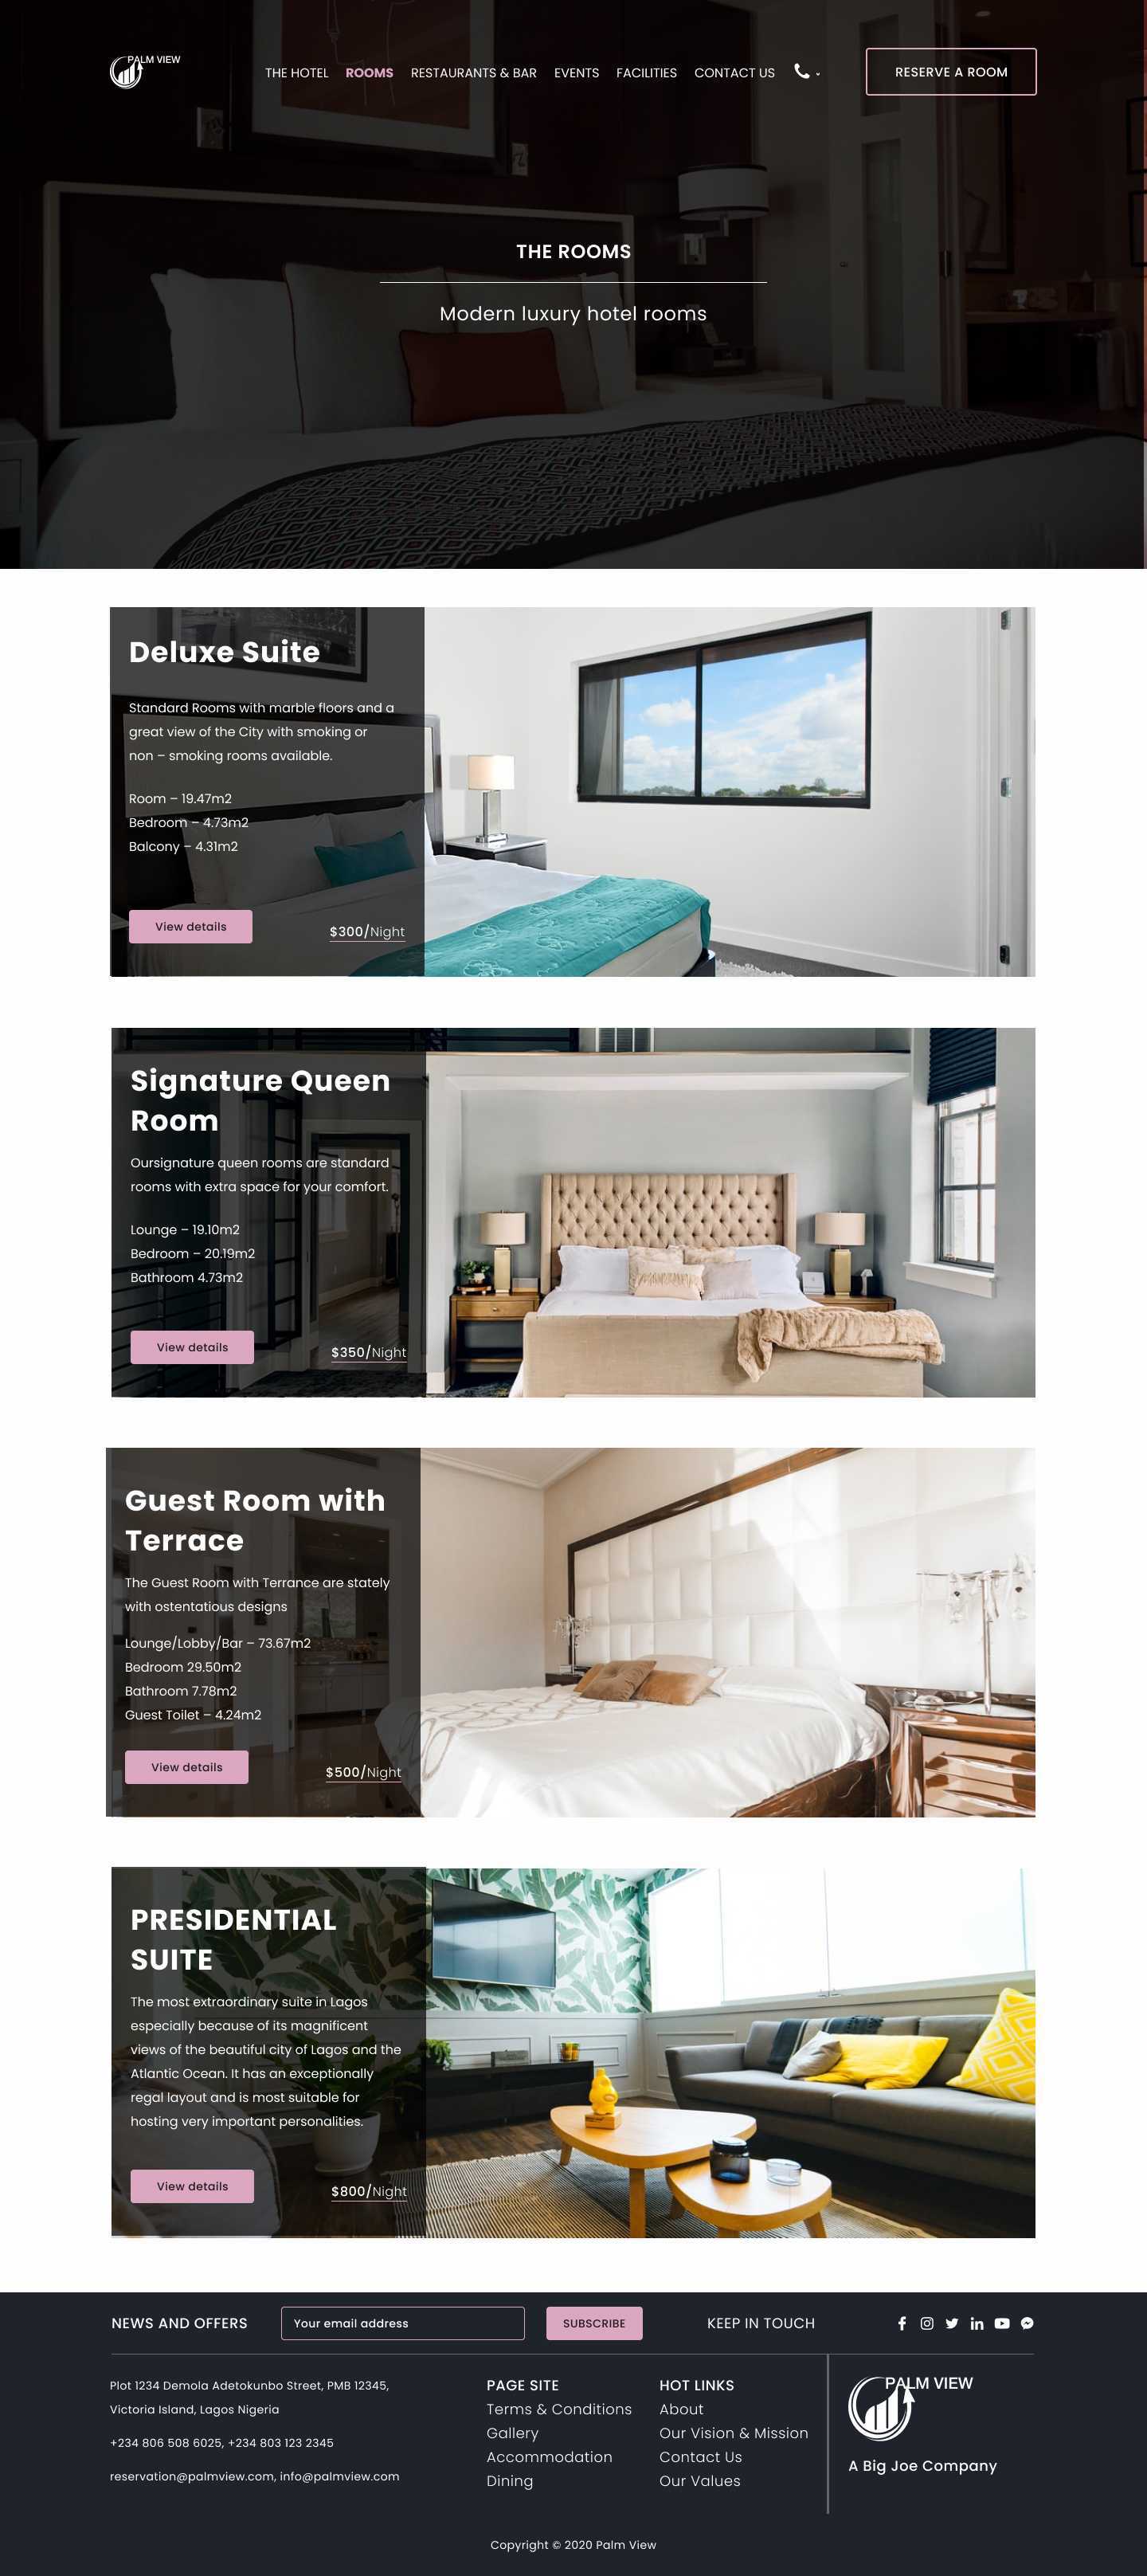 PALM VIEW
THE HOTEL ROOMS RESTAURANTS & BAR EVENTS FACILITIES CONTACT US
RESERVE A ROOM
THE ROOMS
Modern luxury hotel rooms
Deluxe Suite
Standard Rooms with marble floors and a
great view of the City with smoking or
non – smoking rooms available.
Room – 19.47m2
Bedroom – 4.73m2
Balcony – 4.31m2
View details
$300/Night
Signature Queen
Room
Oursignature queen rooms are standard
rooms with extra space for your comfort.
Lounge – 19.10m2
Bedroom – 20.19m2
Bathroom 4.73m2
View details
$350/Night
Guest Room with
Terrace
The Guest Room with Terrance are stately
with ostentatious designs
Lounge/Lobby/Bar – 73.67m2
Bedroom 29.50m2
Bathroom 7.78m2
Guest Toilet – 4.24m2
View details
$500/Night
PRESIDENTIAL
SUITE
The most extraordinary suite in Lagos
especially because of its magnificent
views of the beautiful city of Lagos and the
Atlantic Ocean. It has an exceptionally
regal layout and is most suitable for
hosting very important personalities.
View details
$800/Night
NEWS AND OFFERS
Your email address
SUBSCRIBE
KEEP IN TOUCH
Plot 1234 Demola Adetokunbo Street, PMB 12345,
Victoria Island, Lagos Nigeria
+234 806 508 6025, +234 803 123 2345
reservation@palmview.com, info@palmview.com
PAGE SITE
Terms & Conditions
Gallery
Accommodation
Dining
HOT LINKS
About
Our Vision & Mission
Contact Us
Our Values
PALM VIEW
A Big Joe Company
Copyright © 2020 Palm View